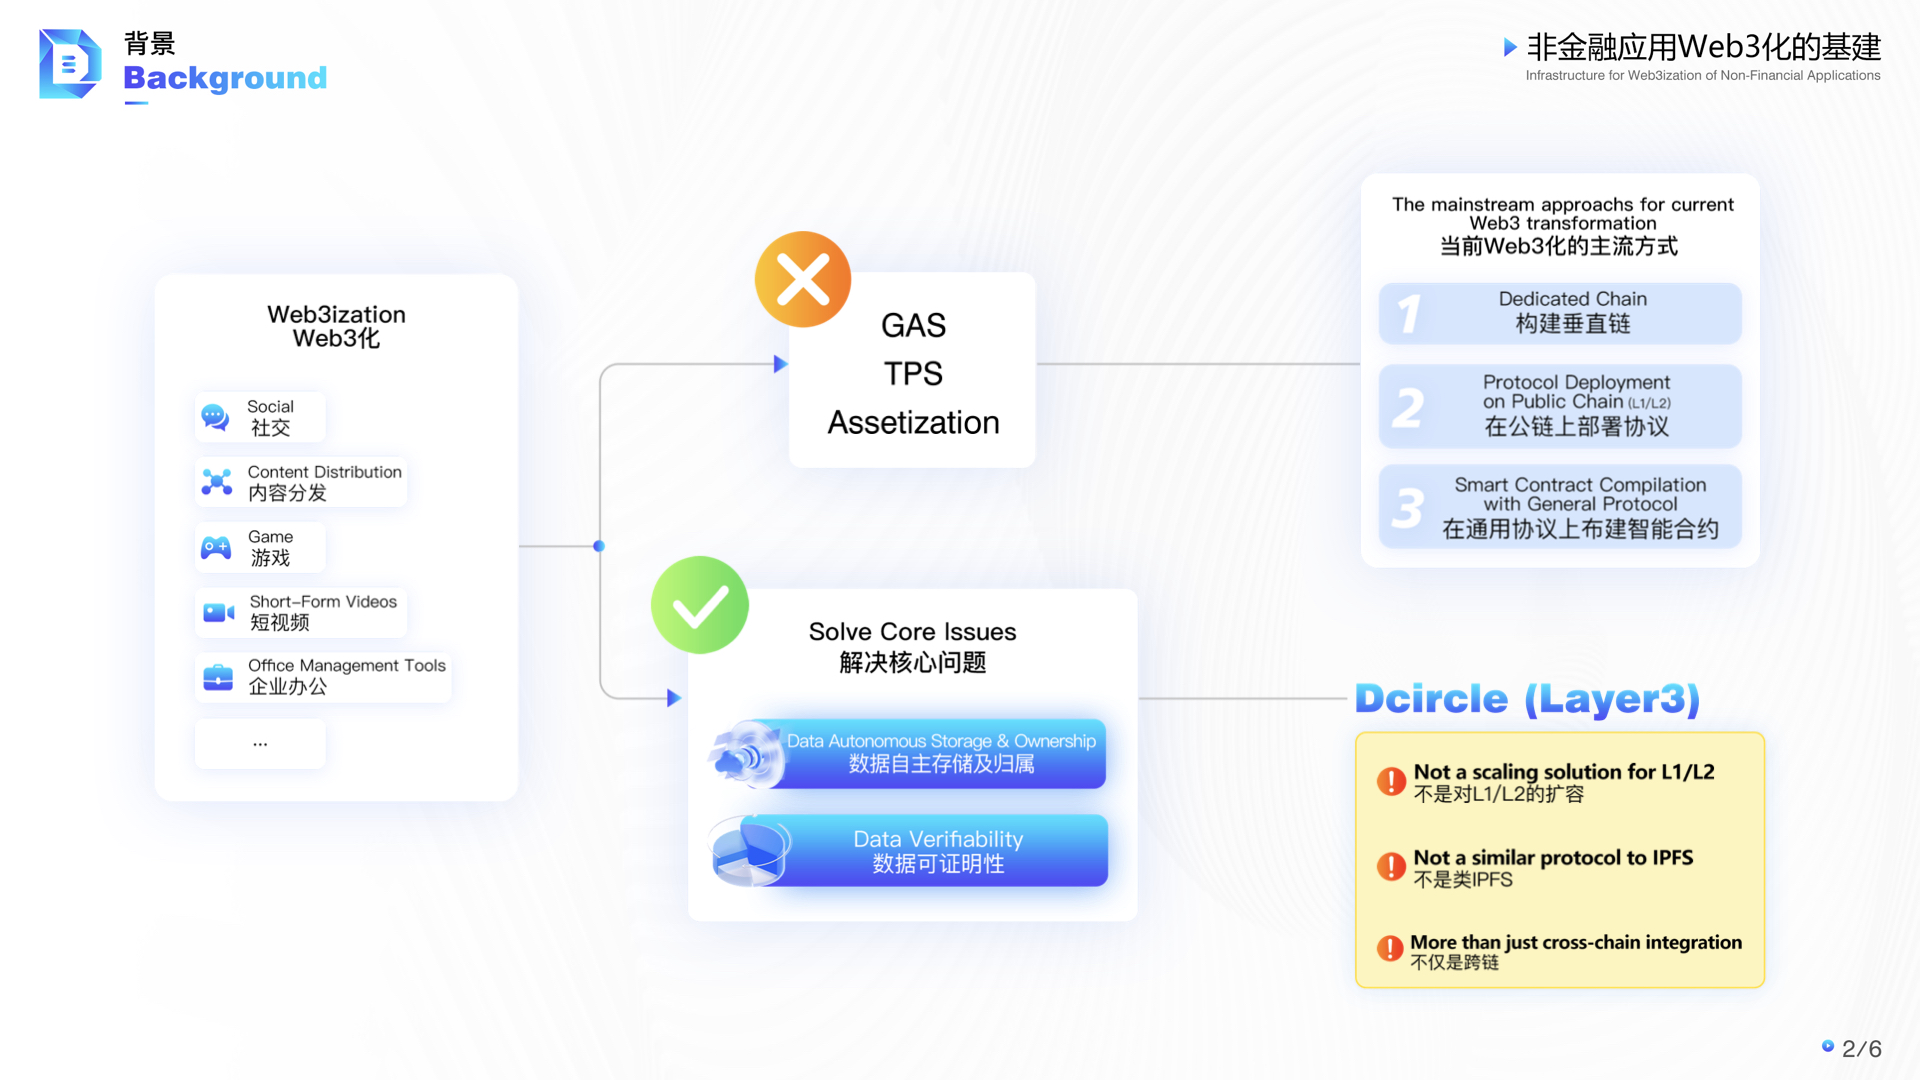 背景
Background
非金融应用Web3化的基建
Infrastructure for Web3ization of Non-Financial Applications
Web3ization
Web3化
Social
社交
Content Distribution
内容分发
Game
游戏
Short-Form Videos
短视频
Office Management Tools
企业办公
...
GAS
TPS
Assetization
Solve Core Issues
解决核心问题
Data Autonomous Storage & Ownership
数据自主存储及归属
Data Verifiability
数据可证明性
The mainstream approachs for current
Web3 transformation
当前Web3化的主流方式
1
Dedicated Chain
构建垂直链
2
Protocol Deployment
on Public Chain (L1/L2)
在公链上部署协议
3
Smart Contract Compilation
with General Protocol
在通用协议上布建智能合约
Dcircle (Layer3)
Not a scaling solution for L1/L2
不是对L1/L2的扩容
Not a similar protocol to IPFS
不是类IPFS
More than just cross-chain integration
不仅是跨链
2/6